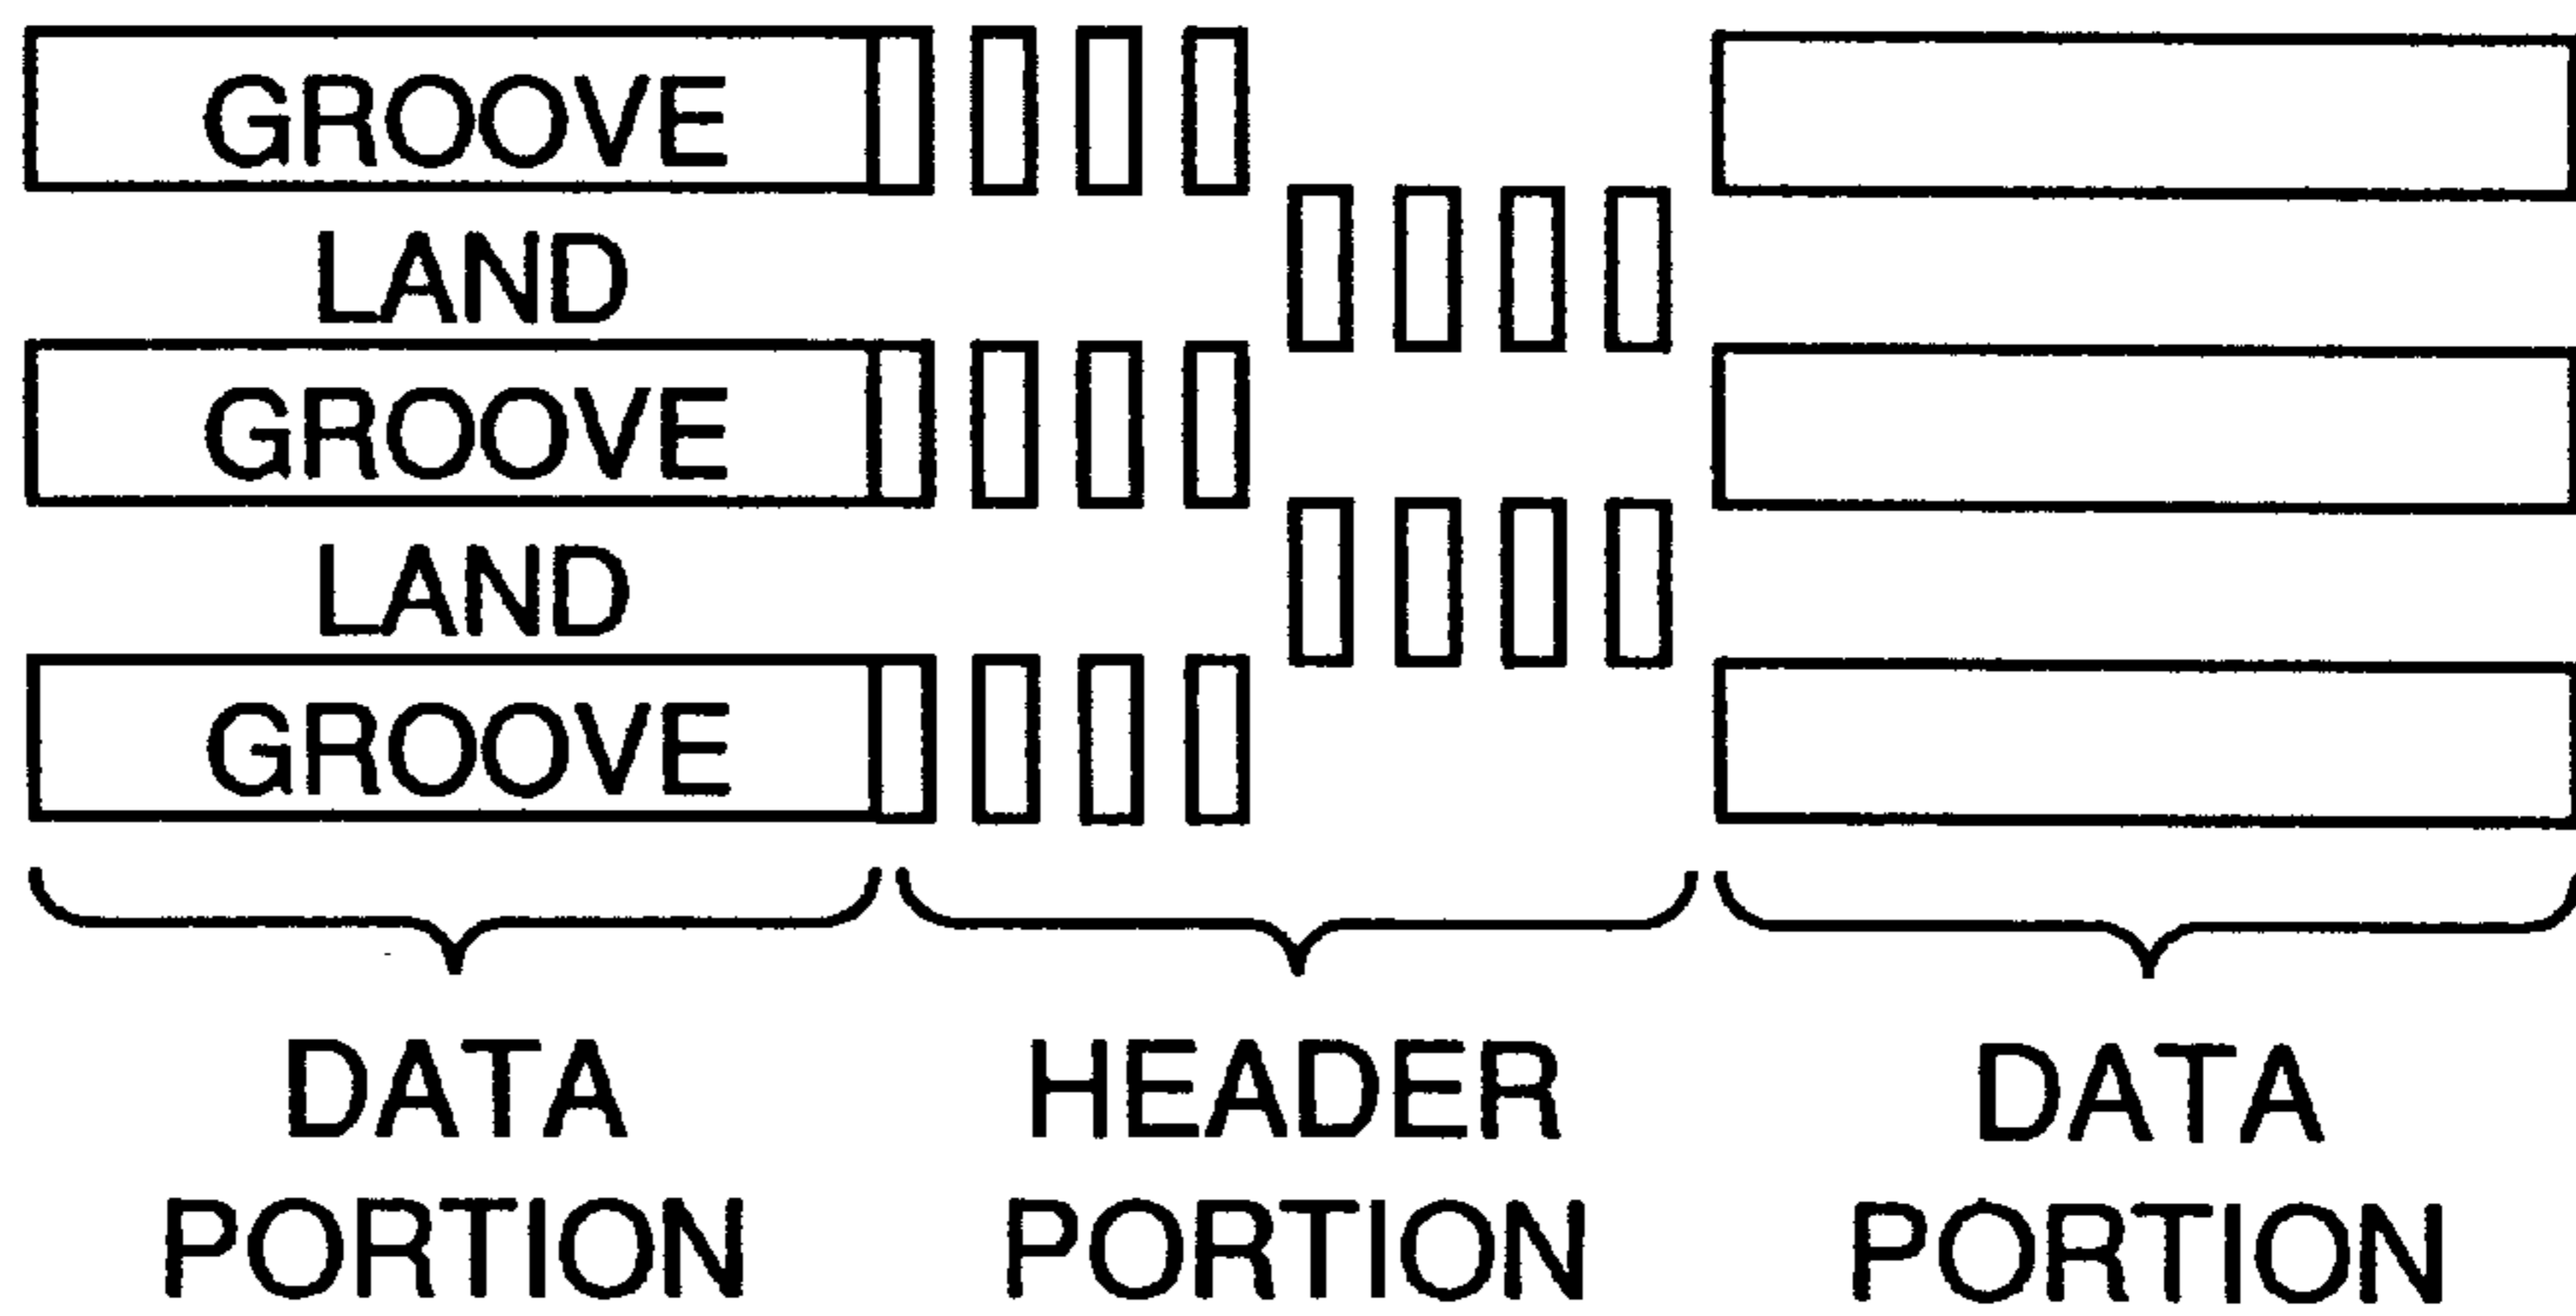 GROOVE
LAND
GROOVE
LAND
GROOVE
DATA PORTION
HEADER PORTION
DATA PORTION